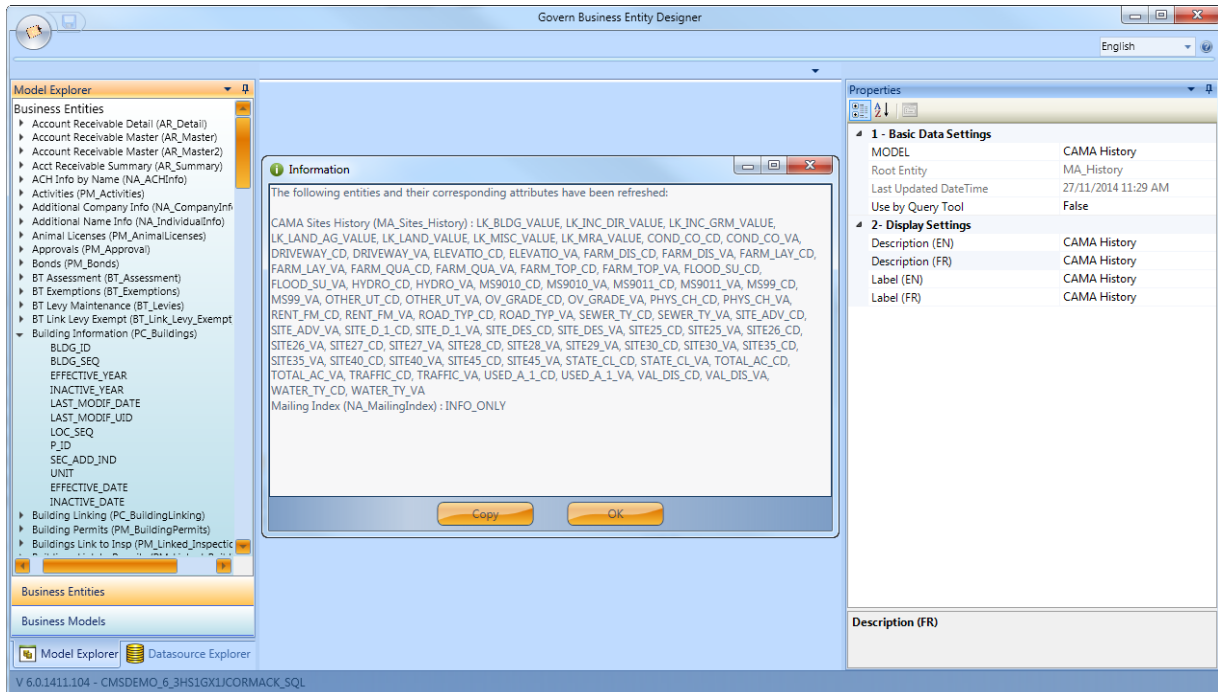 Govern Business Entity Designer
English
Model Explorer
Business Entities
Account Receivable Detail (AR_Detail)
Account Receivable Master (AR_Master)
Account Receivable Master (AR_Master2)
Acct Receivable Summary (AR_Summary)
ACH Info by Name (NA_ACHInfo)
Activities (PM_Activities)
Additional Company Info (NA_CompanyInf
Additional Name Info (NA_IndividualInfo)
Animal Licenses (PM_AnimalLicenses)
Approvals (PM_Approval)
Bonds (PM_Bonds)
BT Assessment (BT_Assessment)
BT Exemptions (BT_Exemptions)
BT Levy Maintenance (BT_Levies)
BT Link Levy Exempt (BT_Link_Levy_Exempt
Building Information (PC_Buildings)
BLDG_ID
BLDG_SEQ
EFFECTIVE_YEAR
INACTIVE_YEAR
LAST_MODIF_DATE
LAST_MODIF_UID
LOC_SEQ
P_ID
SEC_ADD_IND
UNIT
EFFECTIVE_DATE
INACTIVE_DATE
Building Linking (PC_BuildingLinking)
Building Permits (PM_BuildingPermits)
Buildings Link to Insp (PM_Linked_Inspectic
Business Entities
Business Models
Model Explorer
Datasource Explorer
Information
The following entities and their corresponding attributes have been refreshed:
CAMA Sites History (MA_Sites_History) : LK_BLDG_VALUE, LK_INC_DIR_VALUE, LK_INC_GRM_VALUE,
LK_LAND_AG_VALUE, LK_LAND_VALUE, LK_MISC_VALUE, LK_MRA_VALUE, COND_CO_CD, COND_CO_VA,
DRIVEWAY_CD, DRIVEWAY_VA, ELEVATIO_CD, ELEVATIO_VA, FARM_DIS_CD, FARM_DIS_VA, FARM_LAY_CD,
FARM_LAY_VA, FARM_QUA_CD, FARM_QUA_VA, FARM_TOP_CD, FARM_TOP_VA, FLOOD_SU_CD,
FLOOD_SU_VA, HYDRO_CD, HYDRO_VA, MS9010_CD, MS9010_VA, MS9011_CD, MS9011_VA, MS99_CD,
MS99_VA, OTHER_UT_CD, OTHER_UT_VA, OV_GRADE_CD, OV_GRADE_VA, PHYS_CH_CD, PHYS_CH_VA,
RENT_FM_CD, RENT_FM_VA, ROAD_TYP_CD, ROAD_TYP_VA, SEWER_TY_CD, SEWER_TY_VA, SITE_ADV_CD,
SITE_ADV_VA, SITE_D_1_CD, SITE_D_1_VA, SITE_DES_CD, SITE_DES_VA, SITE25_CD, SITE25_VA, SITE26_CD,
SITE26_VA, SITE27_CD, SITE27_VA, SITE28_CD, SITE28_VA, SITE29_VA, SITE30_CD, SITE30_VA, SITE35_CD,
SITE35_VA, SITE40_CD, SITE40_VA, SITE45_CD, SITE45_VA, STATE_CL_CD, STATE_CL_VA, TOTAL_AC_CD,
TOTAL_AC_VA, TRAFFIC_CD, TRAFFIC_VA, USED_A_1_CD, USED_A_1_VA, VAL_DIS_CD, VAL_DIS_VA,
WATER_TY_CD, WATER_TY_VA
Mailing Index (NA_MailingIndex) : INFO_ONLY
Copy
OK
Properties
1 - Basic Data Settings
MODEL CAMA History
Root Entity MA_History
Last Updated DateTime 27/11/2014 11:29 AM
Use by Query Tool False
2- Display Settings
Description (EN) CAMA History
Description (FR) CAMA History
Label (EN) CAMA History
Label (FR) CAMA History
Description (FR)
V 6.0.1411.104 - CMSDEMO_6_3HS1GX1JCORMACK_SQL